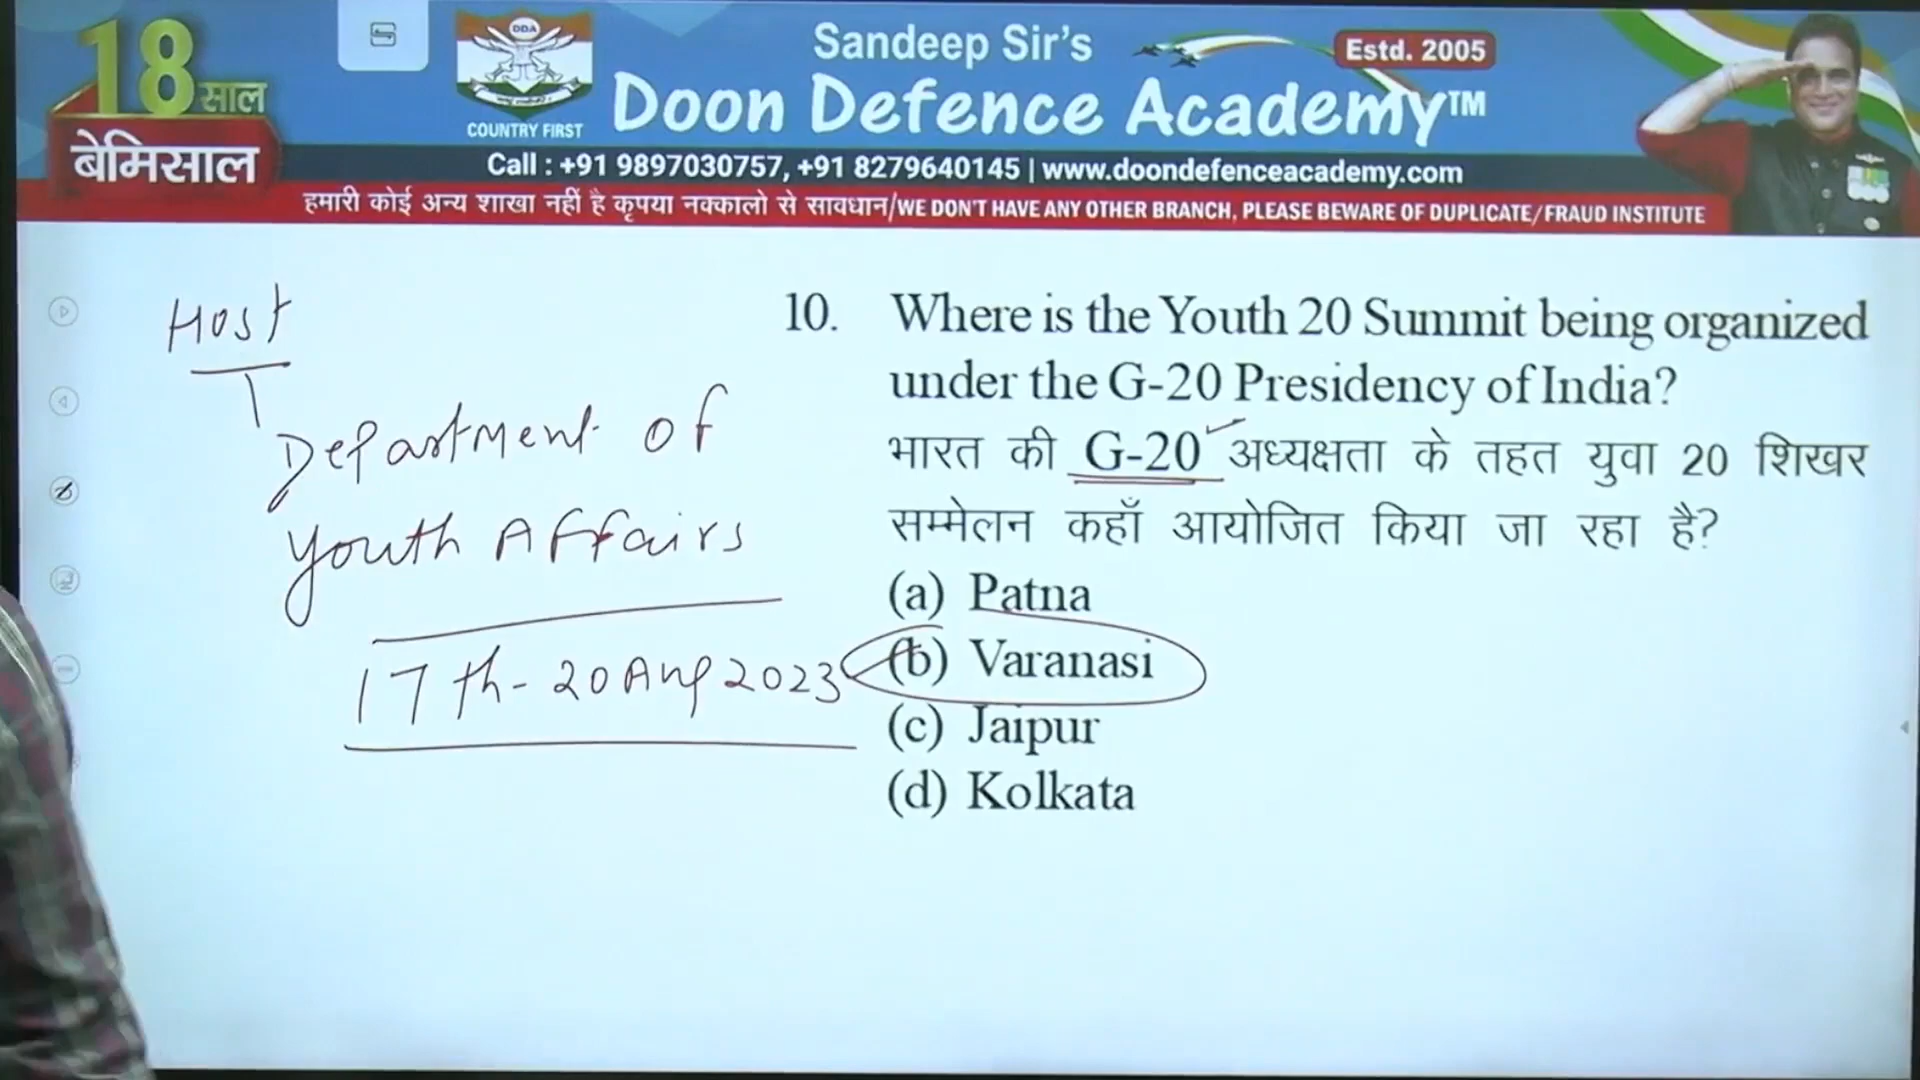 18 साल
बेमिसाल
DDA
COUNTRY FIRST
Sandeep Sir's
Estd. 2005
Doon Defence Academy™
Call : +91 9897030757, +91 8279640145 | www.doondefenceacademy.com
हमारी कोई अन्य शाखा नहीं है कृपया नक्कालो से सावधान/WE DON'T HAVE ANY OTHER BRANCH, PLEASE BEWARE OF DUPLICATE/FRAUD INSTITUTE
Host
Department of
Youth Affairs
17th - 20 Aug 2023
10. Where is the Youth 20 Summit being organized
under the G-20 Presidency of India?
भारत की G-20 अध्यक्षता के तहत युवा 20 शिखर
सम्मेलन कहाँ आयोजित किया जा रहा है?
(a) Patna
(b) Varanasi
(c) Jaipur
(d) Kolkata